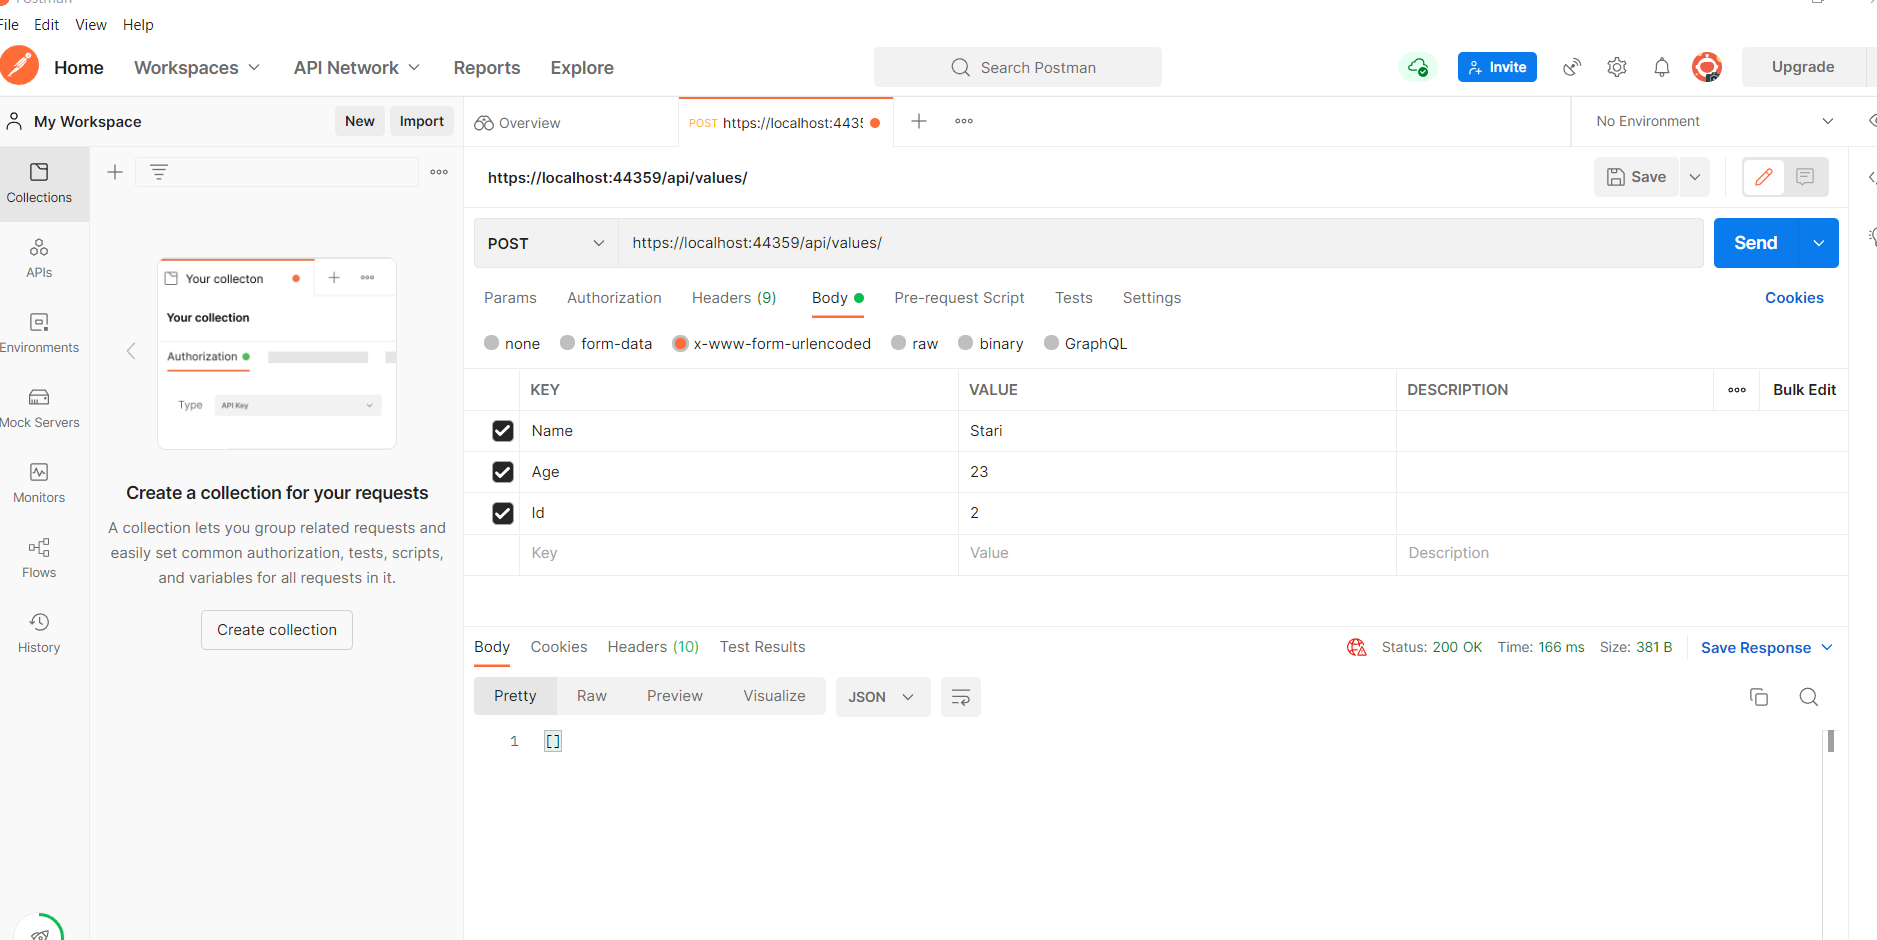 Postman
File Edit View Help
Home Workspaces API Network Reports Explore Search Postman Invite Upgrade
My Workspace New Import Overview POST https://localhost:4435 No Environment
Collections
APIs
Environments
Mock Servers
Monitors
Flows
History
Your collecton
Your collection
Authorization
Type API Key
Create a collection for your requests
A collection lets you group related requests and
easily set common authorization, tests, scripts,
and variables for all requests in it.
Create collection
https://localhost:44359/api/values/ Save
POST https://localhost:44359/api/values/ Send
Params Authorization Headers (9) Body Pre-request Script Tests Settings Cookies
none form-data x-www-form-urlencoded raw binary GraphQL
KEY VALUE DESCRIPTION Bulk Edit
Name Stari
Age 23
Id 2
Key Value Description
Body Cookies Headers (10) Test Results Status: 200 OK Time: 166 ms Size: 381 B Save Response
Pretty Raw Preview Visualize JSON
1 []